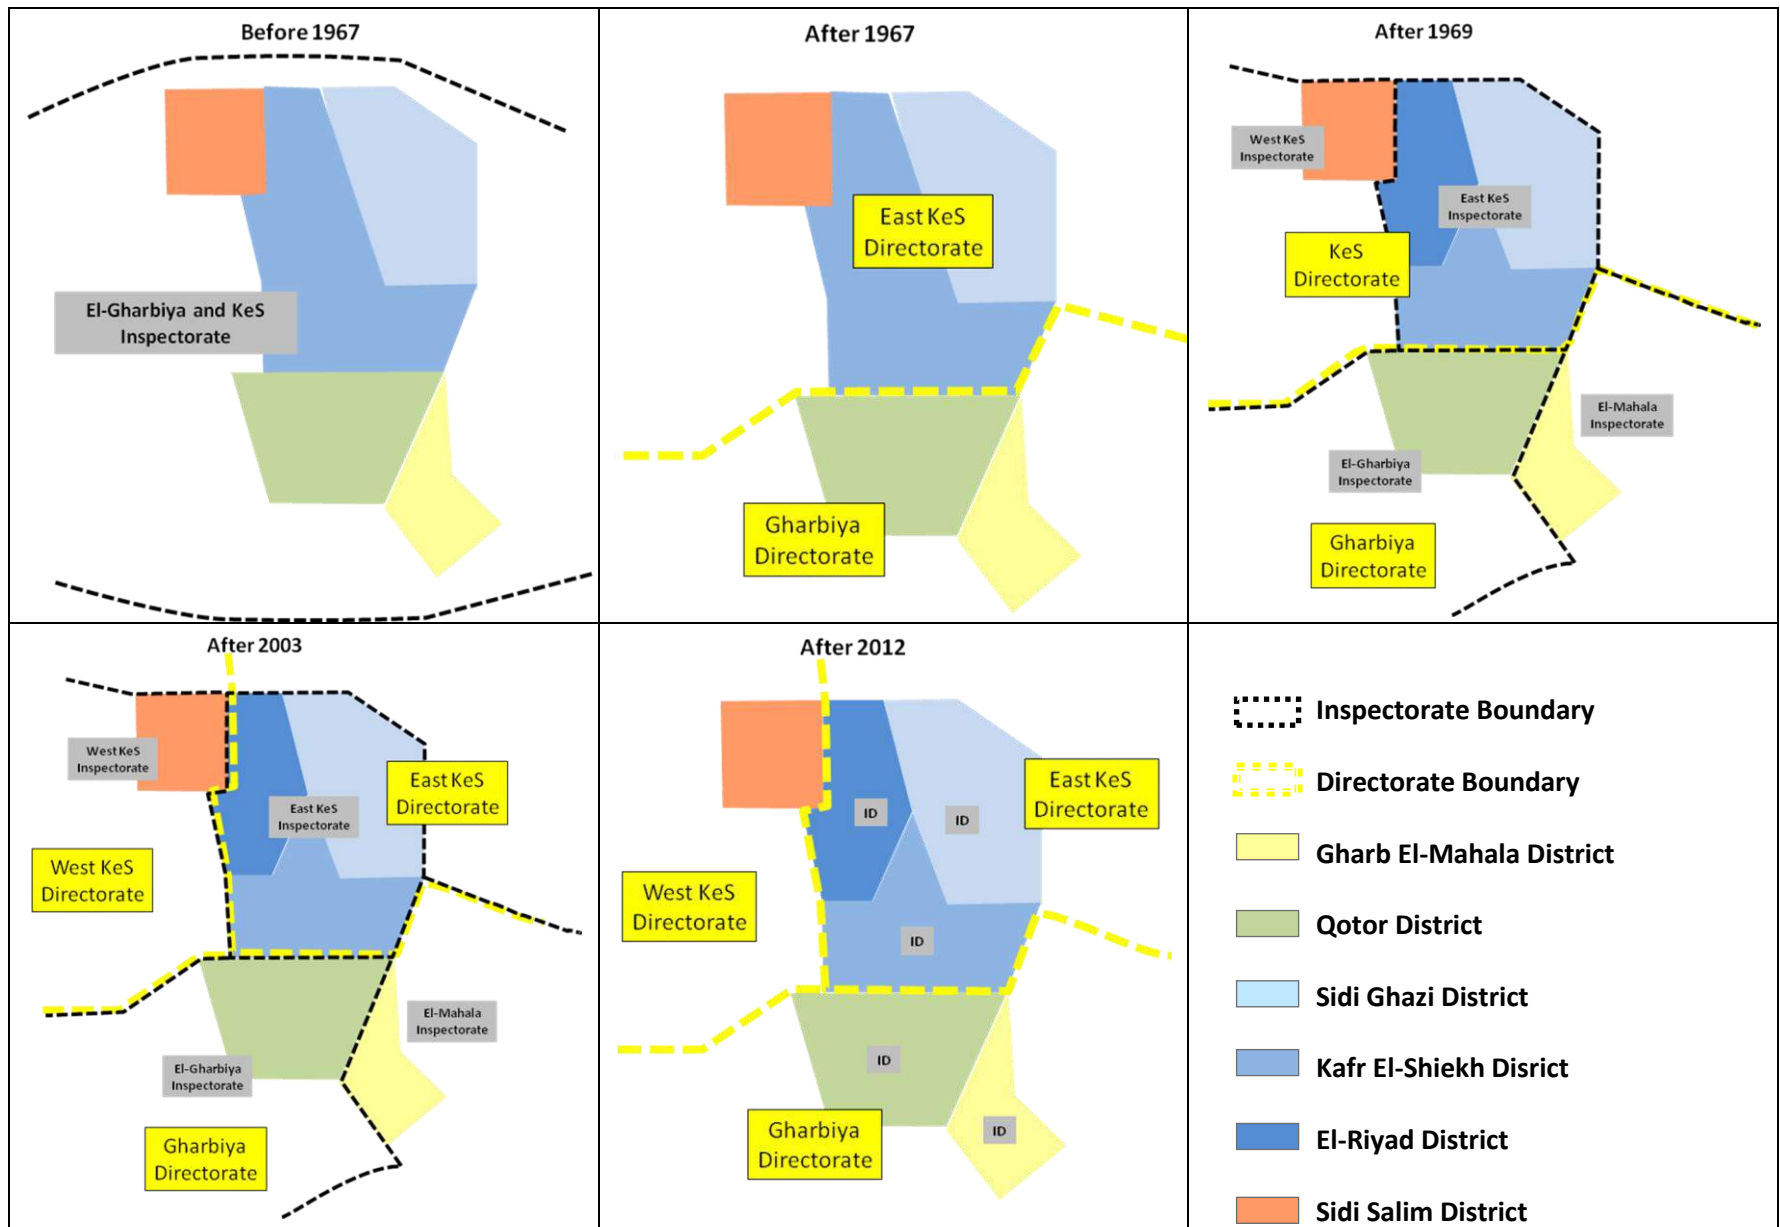 Before 1967
El-Gharbiya and KeS
Inspectorate
After 1967
East KeS
Directorate
Gharbiya
Directorate
After 1969
West KeS
Inspectorate
East KeS
Inspectorate
KeS
Directorate
El-Mahala
Inspectorate
El-Gharbiya
Inspectorate
Gharbiya
Directorate
After 2003
West KeS
Inspectorate
East KeS
Directorate
East KeS
Inspectorate
West KeS
Directorate
El-Mahala
Inspectorate
El-Gharbiya
Inspectorate
Gharbiya
Directorate
After 2012
East KeS
Directorate
ID
ID
West KeS
Directorate
ID
ID
Gharbiya
Directorate
ID
Inspectorate Boundary
Directorate Boundary
Gharb El-Mahala District
Qotor District
Sidi Ghazi District
Kafr El-Shiekh Disrict
El-Riyad District
Sidi Salim District